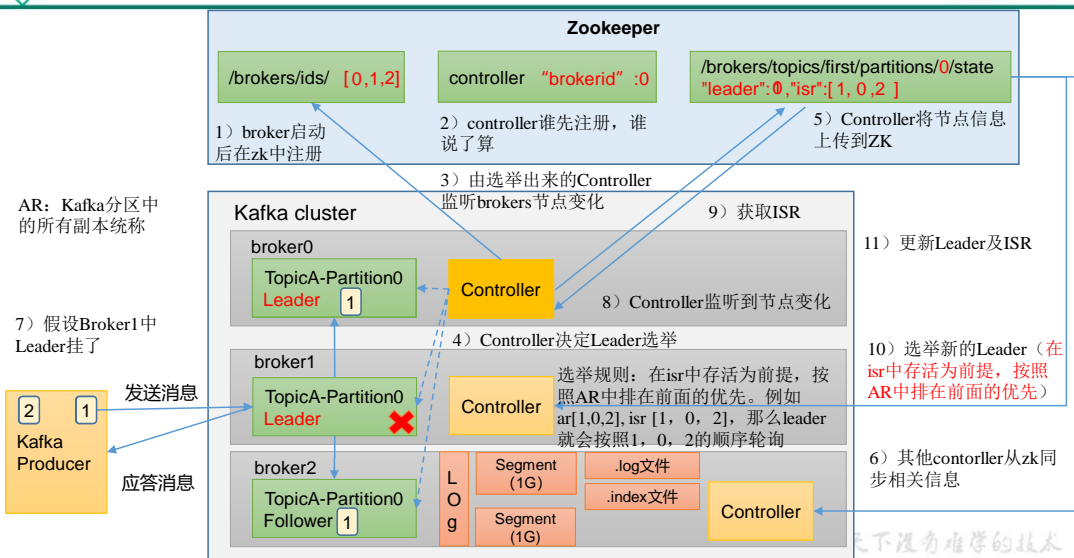 Zookeeper
/brokers/ids/ [0,1,2]
controller “brokerid” :0
/brokers/topics/first/partitions/0/state
"leader": ,"isr":[1, 0 ,2 ]
1）broker启动
后在zk中注册
2）controller谁先注册，谁
说了算
5）Controller将节点信息
上传到ZK
3）由选举出来的Controller
监听brokers节点变化
AR：Kafka分区中
的所有副本统称
Kafka cluster
9）获取ISR
11）更新Leader及ISR
broker0
TopicA-Partition0
Leader 1
Controller
8）Controller监听到节点变化
7）假设Broker1中
Leader挂了
4）Controller决定Leader选举
10）选举新的Leader（在
isr中存活为前提，按照
AR中排在前面的优先）
broker1
TopicA-Partition0
Leader
Controller
选举规则：在isr中存活为前提，按
照AR中排在前面的优先。例如
ar[1,0,2], isr [1，0，2]，那么leader
就会按照1，0，2的顺序轮询
发送消息
2 1
Kafka
Producer
应答消息
broker2
TopicA-Partition0
Follower 1
L
O
g
Segment
(1G)
Segment
(1G)
.log文件
.index文件
Controller
6）其他contorller从zk同
步相关信息
天下没有难学的技术